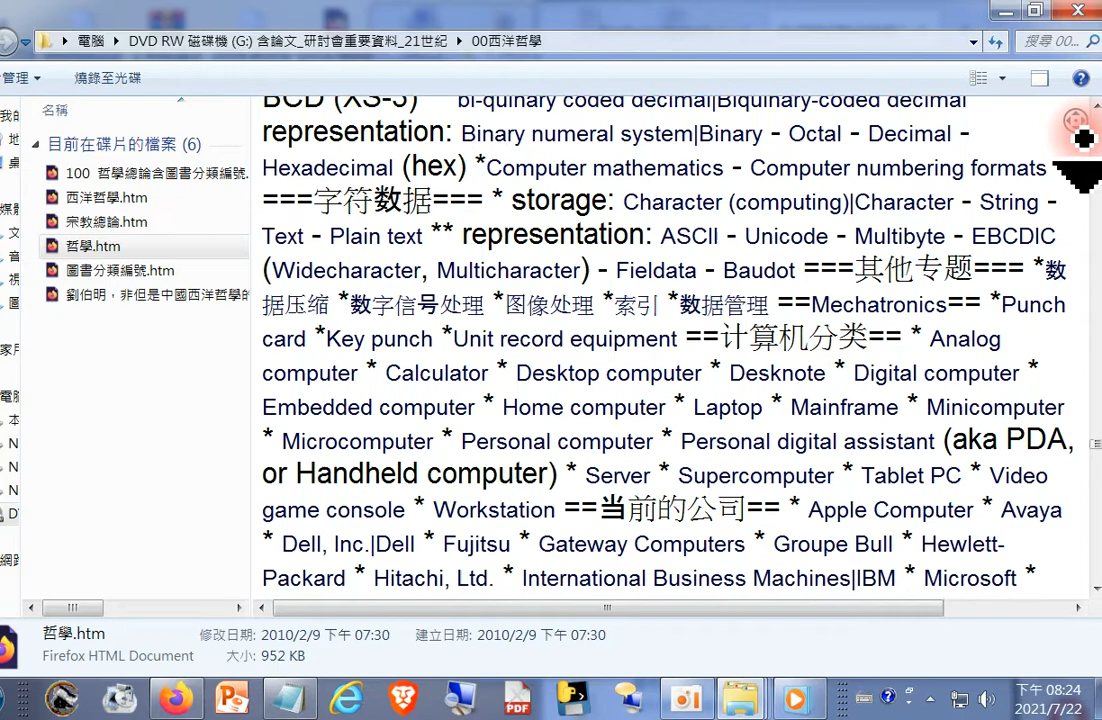 電腦 ▸ DVD RW 磁碟機 (G:) 含論文_研討會重要資料_21世紀 ▸ 00西洋哲學
搜尋 00...
管理 燒錄至光碟
名稱
目前在碟片的檔案 (6)
100 哲學總論含圖書分類編號.
西洋哲學.htm
宗教總論.htm
哲學.htm
圖書分類編號.htm
劉伯明，非但是中國西洋哲學的
BCD (XS-3) bi-quinary coded decimal|Biquinary-coded decimal
representation: Binary numeral system|Binary - Octal - Decimal -
Hexadecimal (hex) *Computer mathematics - Computer numbering formats
===字符数据=== * storage: Character (computing)|Character - String -
Text - Plain text ** representation: ASCII - Unicode - Multibyte - EBCDIC
(Widecharacter, Multicharacter) - Fieldata - Baudot ===其他专题=== *数
据压缩 *数字信号处理 *图像处理 *索引 *数据管理 ==Mechatronics== *Punch
card *Key punch *Unit record equipment ==计算机分类== * Analog
computer * Calculator * Desktop computer * Desknote * Digital computer *
Embedded computer * Home computer * Laptop * Mainframe * Minicomputer
* Microcomputer * Personal computer * Personal digital assistant (aka PDA,
or Handheld computer) * Server * Supercomputer * Tablet PC * Video
game console * Workstation ==当前的公司== * Apple Computer * Avaya
* Dell, Inc.|Dell * Fujitsu * Gateway Computers * Groupe Bull * Hewlett-
Packard * Hitachi, Ltd. * International Business Machines|IBM * Microsoft *
哲學.htm 修改日期: 2010/2/9 下午 07:30 建立日期: 2010/2/9 下午 07:30
Firefox HTML Document 大小: 952 KB
PDF
下午 08:24
2021/7/22